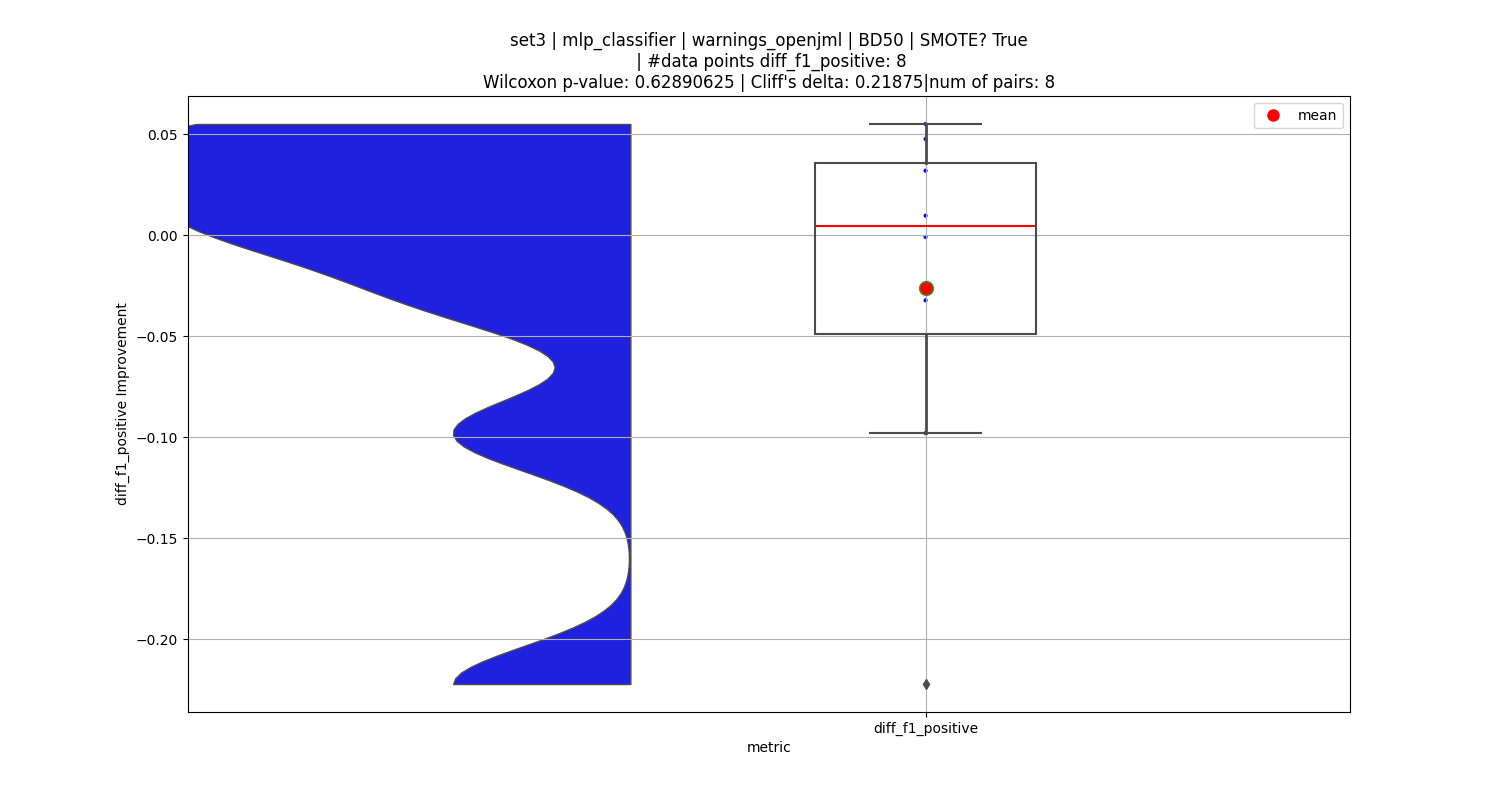 set3 | mlp_classifier | warnings_openjml | BD50 | SMOTE? True
| #data points diff_f1_positive: 8
Wilcoxon p-value: 0.62890625 | Cliff's delta: 0.21875|num of pairs: 8
mean
0.05
0.00
−0.05
−0.10
−0.15
−0.20
diff_f1_positive Improvement
diff_f1_positive
metric